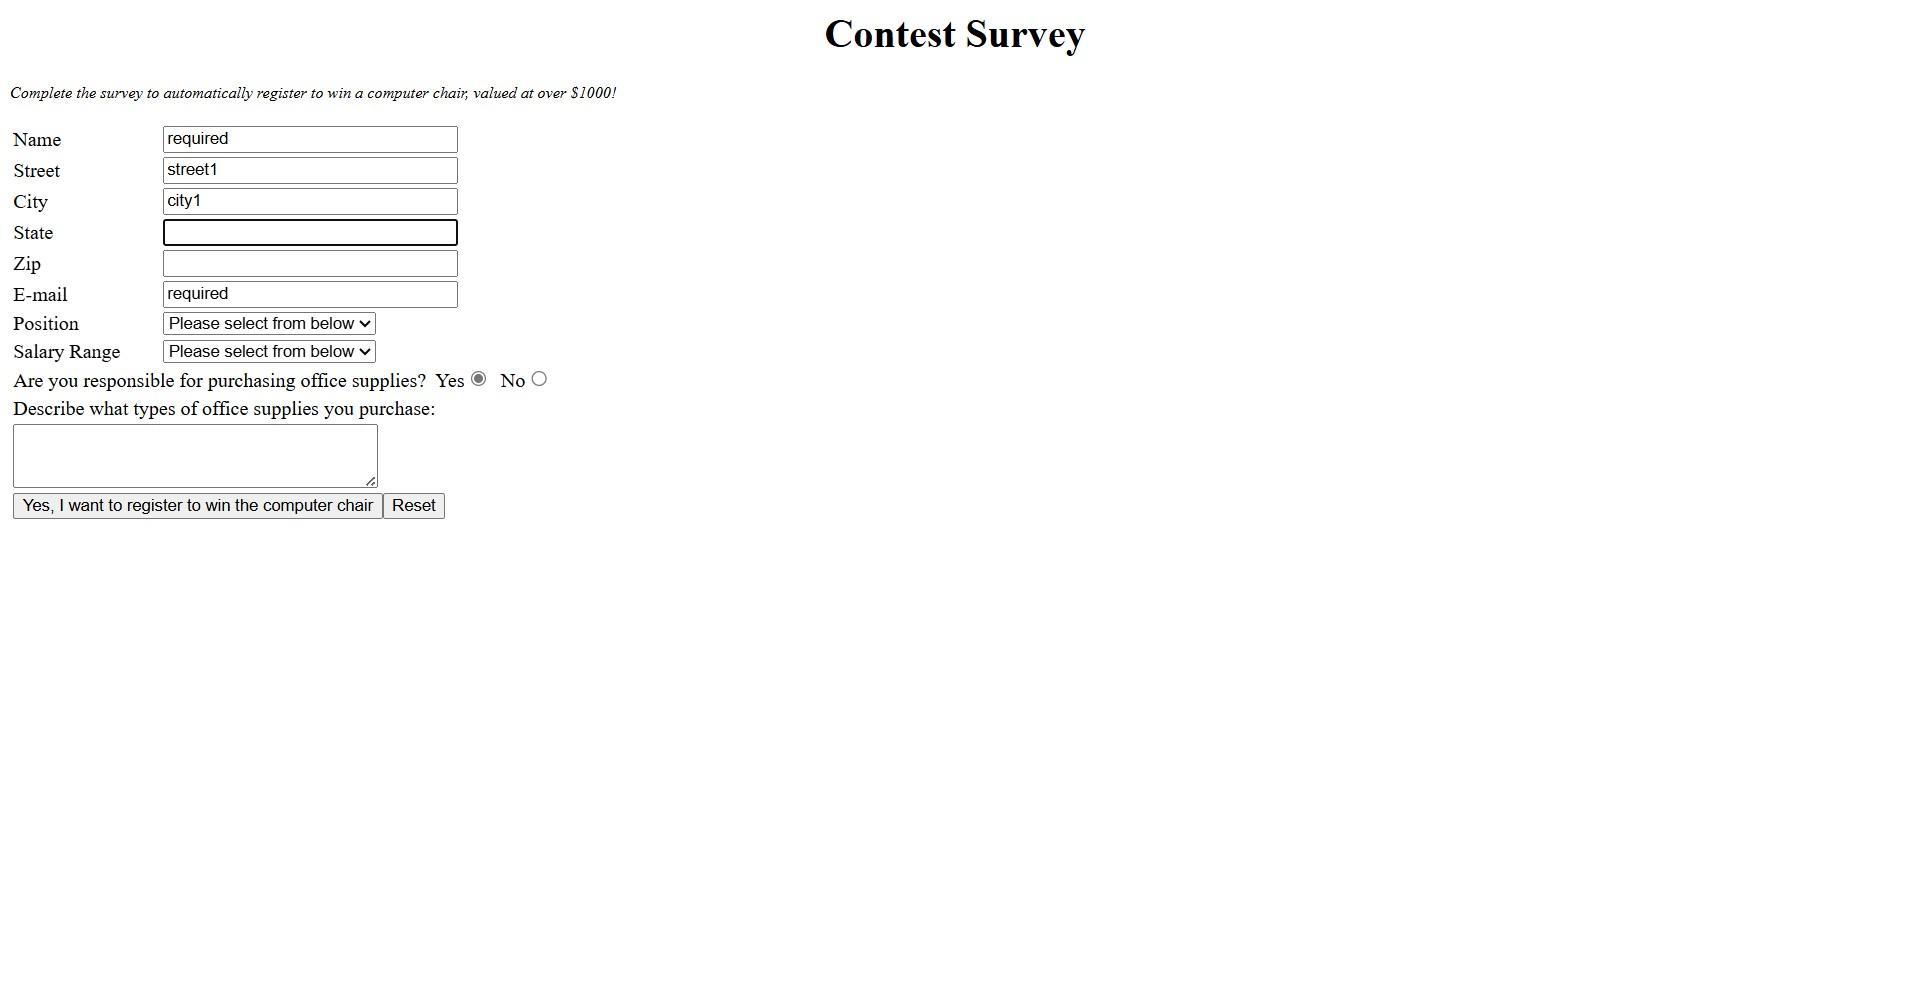 Contest Survey
Complete the survey to automatically register to win a computer chair, valued at over $1000!
Name required
Street street1
City city1
State
Zip
E-mail required
Position Please select from below
Salary Range Please select from below
Are you responsible for purchasing office supplies? Yes No
Describe what types of office supplies you purchase:
Yes, I want to register to win the computer chair Reset